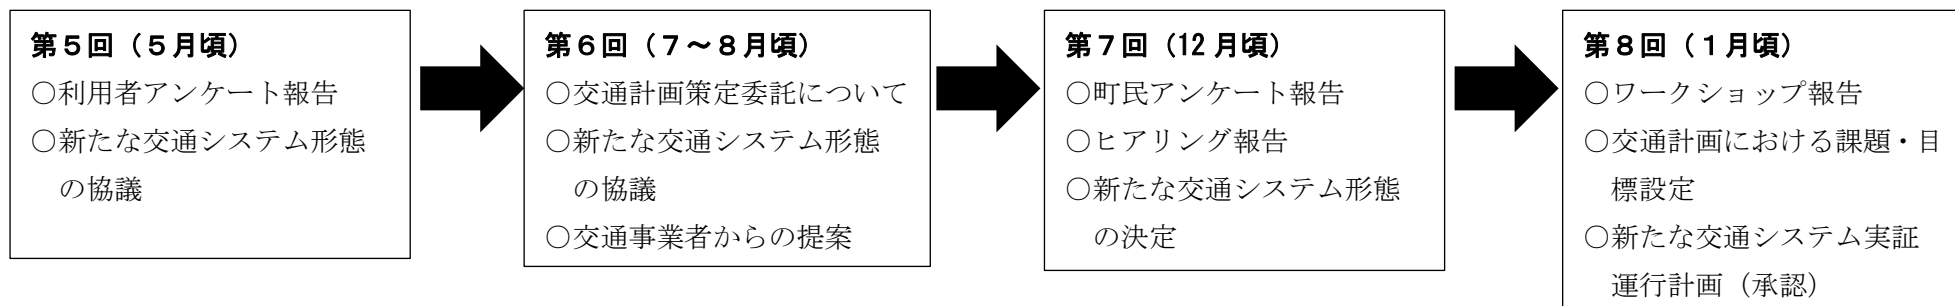 第５回（５月頃）
○利用者アンケート報告
○新たな交通システム形態
の協議
第６回（７～８月頃）
○交通計画策定委託について
○新たな交通システム形態
の協議
○交通事業者からの提案
第７回（12 月頃）
○町民アンケート報告
○ヒアリング報告
○新たな交通システム形態
の決定
第８回（１月頃）
○ワークショップ報告
○交通計画における課題・目
標設定
○新たな交通システム実証
運行計画（承認）